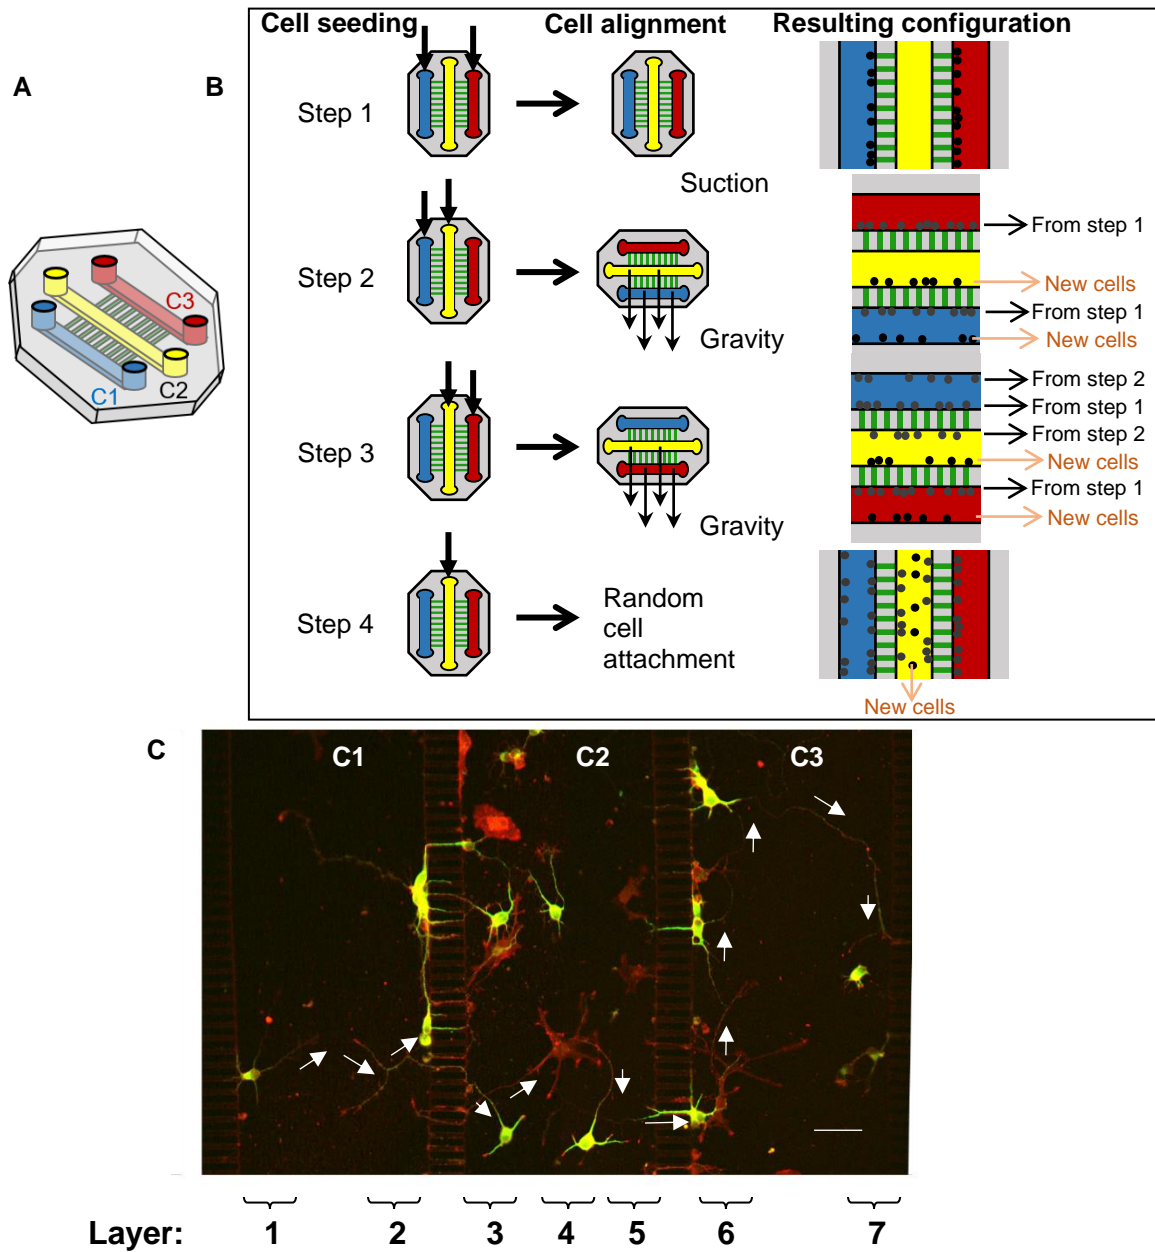 A
C1
C2
C3
B
Cell seeding
Cell alignment
Resulting configuration
Step 1
Suction
Step 2
Gravity
From step 1
New cells
From step 1
New cells
Step 3
Gravity
From step 2
From step 1
From step 2
New cells
From step 1
New cells
Step 4
Random
cell
attachment
New cells
C
C1
C2
C3
Layer: 1 2 3 4 5 6 7